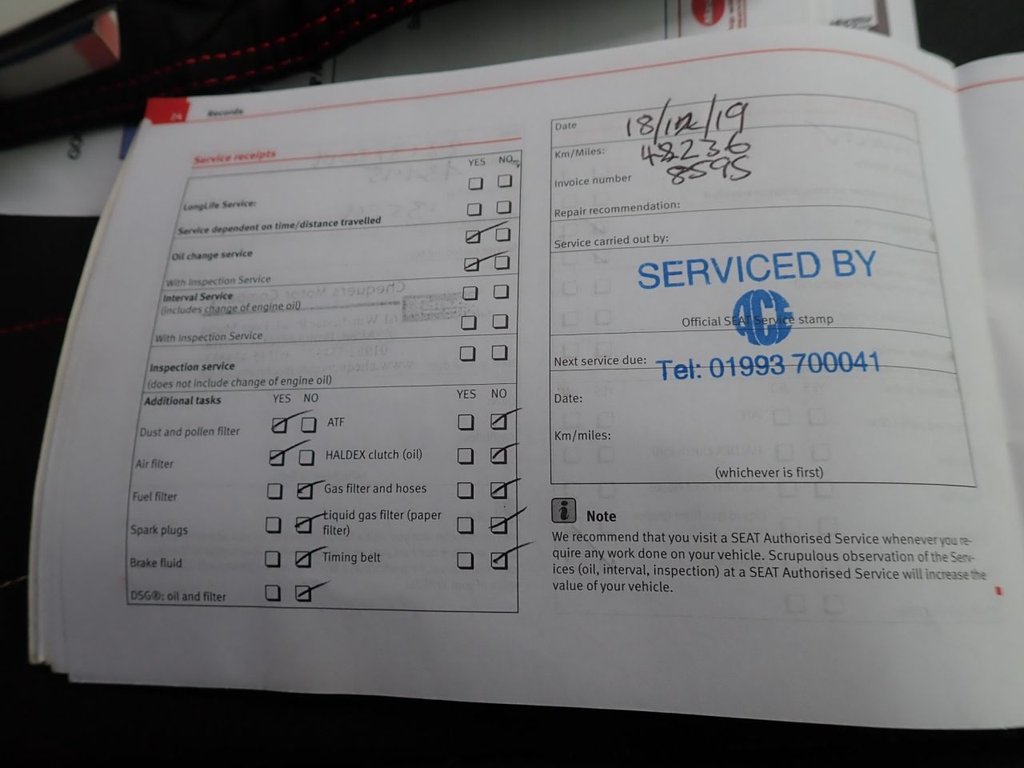 24 Records
Service receipts
YES NO
LongLife Service:
Service dependent on time/distance travelled
Oil change service
With Inspection Service
Interval Service
(includes change of engine oil)
With Inspection Service
Inspection service
(does not include change of engine oil)
Additional tasks YES NO YES NO
Dust and pollen filter ATF
Air filter HALDEX clutch (oil)
Fuel filter Gas filter and hoses
Spark plugs Liquid gas filter (paper
filter)
Brake fluid Timing belt
DSG®: oil and filter
Date 18/12/19
Km/Miles: 48236
Invoice number 8595
Repair recommendation:
Service carried out by:
SERVICED BY
ACE
Official SEAT Service stamp
Next service due:
Tel: 01993 700041
Date:
Km/miles:
(whichever is first)
i Note
We recommend that you visit a SEAT Authorised Service whenever you re-
quire any work done on your vehicle. Scrupulous observation of the Serv-
ices (oil, interval, inspection) at a SEAT Authorised Service will increase the
value of your vehicle.